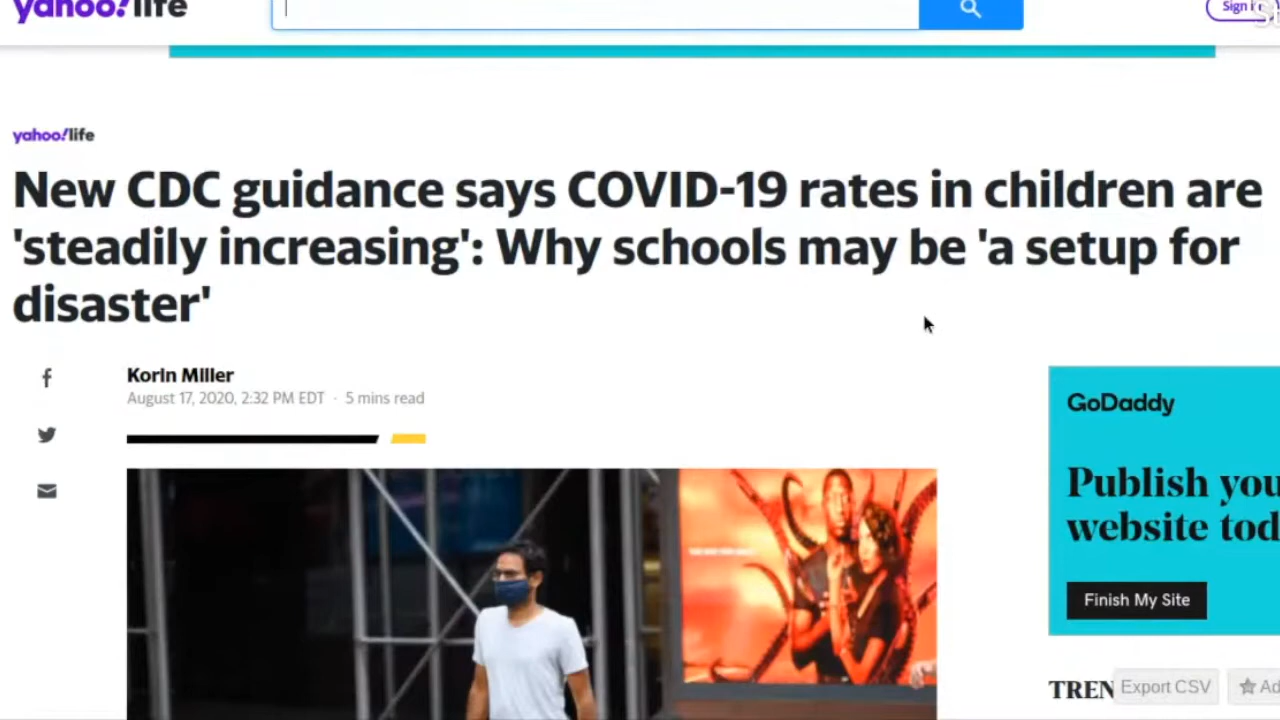 yahoo!life
Sign i
St
yahoo!life
New CDC guidance says COVID-19 rates in children are
'steadily increasing': Why schools may be 'a setup for
disaster'
Korin Miller
August 17, 2020, 2:32 PM EDT · 5 mins read
GoDaddy
Publish you
website tod
Finish My Site
TREN
Export CSV
Ad